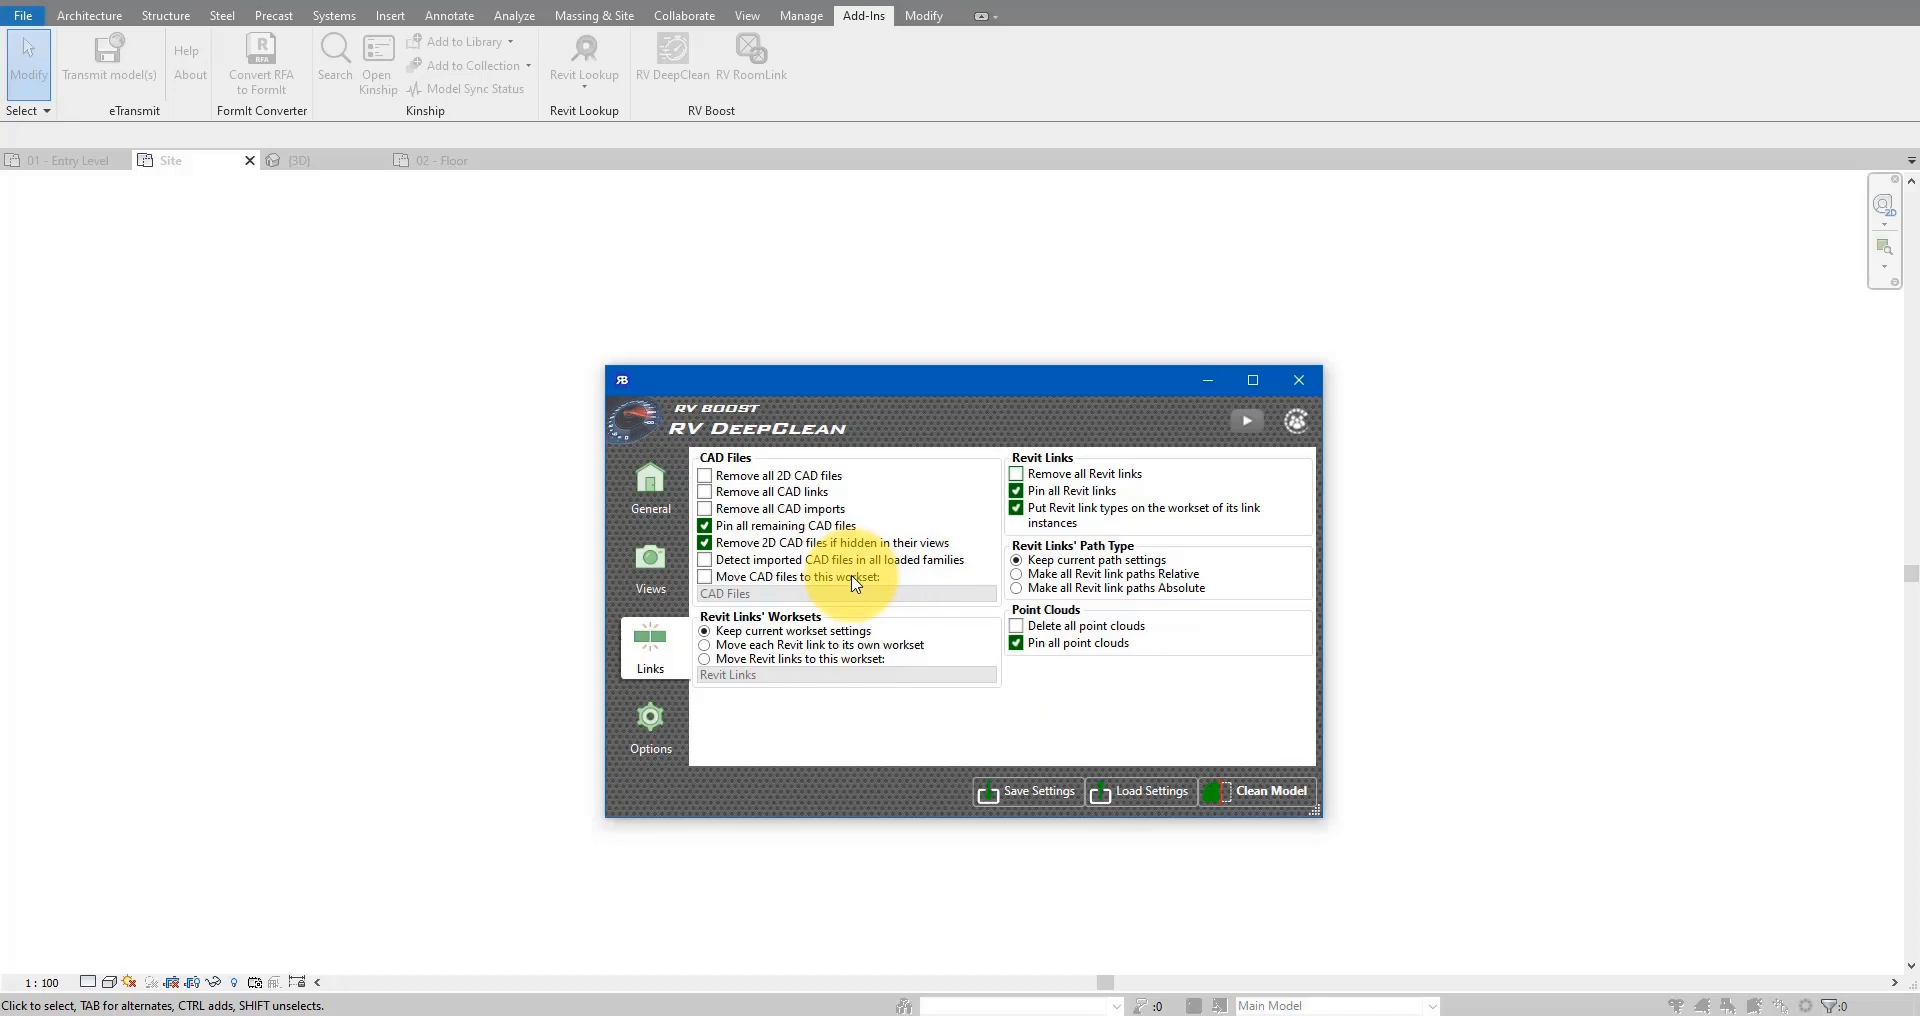 File Architecture Structure Steel Precast Systems Insert Annotate Analyze Massing & Site Collaborate View Manage Add-Ins Modify
Modify
Select
Transmit model(s)
eTransmit
Help
About
Convert RFA
to FormIt
FormIt Converter
RFA
Search
Open
Kinship
Add to Library
Add to Collection
Model Sync Status
Kinship
Revit Lookup
Revit Lookup
RV DeepClean
RV RoomLink
RV Boost
01 - Entry Level
Site
{3D}
02 - Floor
2D
RB
RV BOOST
RV DEEPCLEAN
General
Views
Links
Options
CAD Files
Remove all 2D CAD files
Remove all CAD links
Remove all CAD imports
Pin all remaining CAD files
Remove 2D CAD files if hidden in their views
Detect imported CAD files in all loaded families
Move CAD files to this workset:
CAD Files
Revit Links' Worksets
Keep current workset settings
Move each Revit link to its own workset
Move Revit links to this workset:
Revit Links
Revit Links
Remove all Revit links
Pin all Revit links
Put Revit link types on the workset of its link
instances
Revit Links' Path Type
Keep current path settings
Make all Revit link paths Relative
Make all Revit link paths Absolute
Point Clouds
Delete all point clouds
Pin all point clouds
Save Settings
Load Settings
Clean Model
1 : 100
Click to select, TAB for alternates, CTRL adds, SHIFT unselects.
:0
Main Model
:0